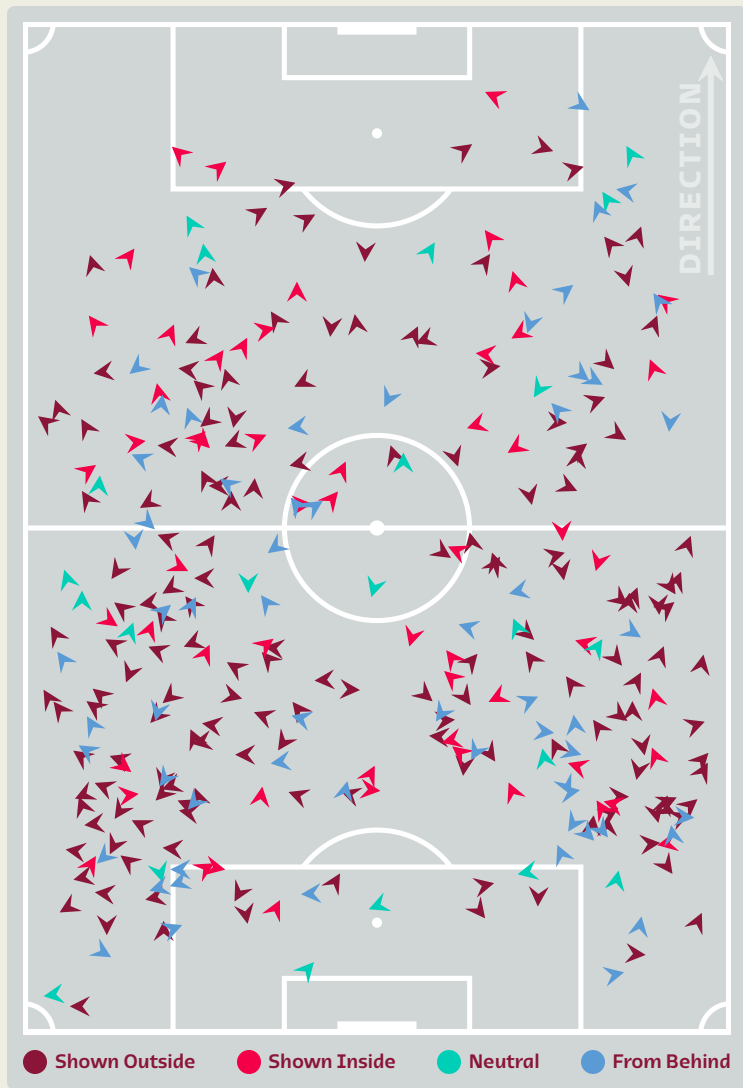 DIRECTION
Shown Outside
Shown Inside
Neutral
From Behind